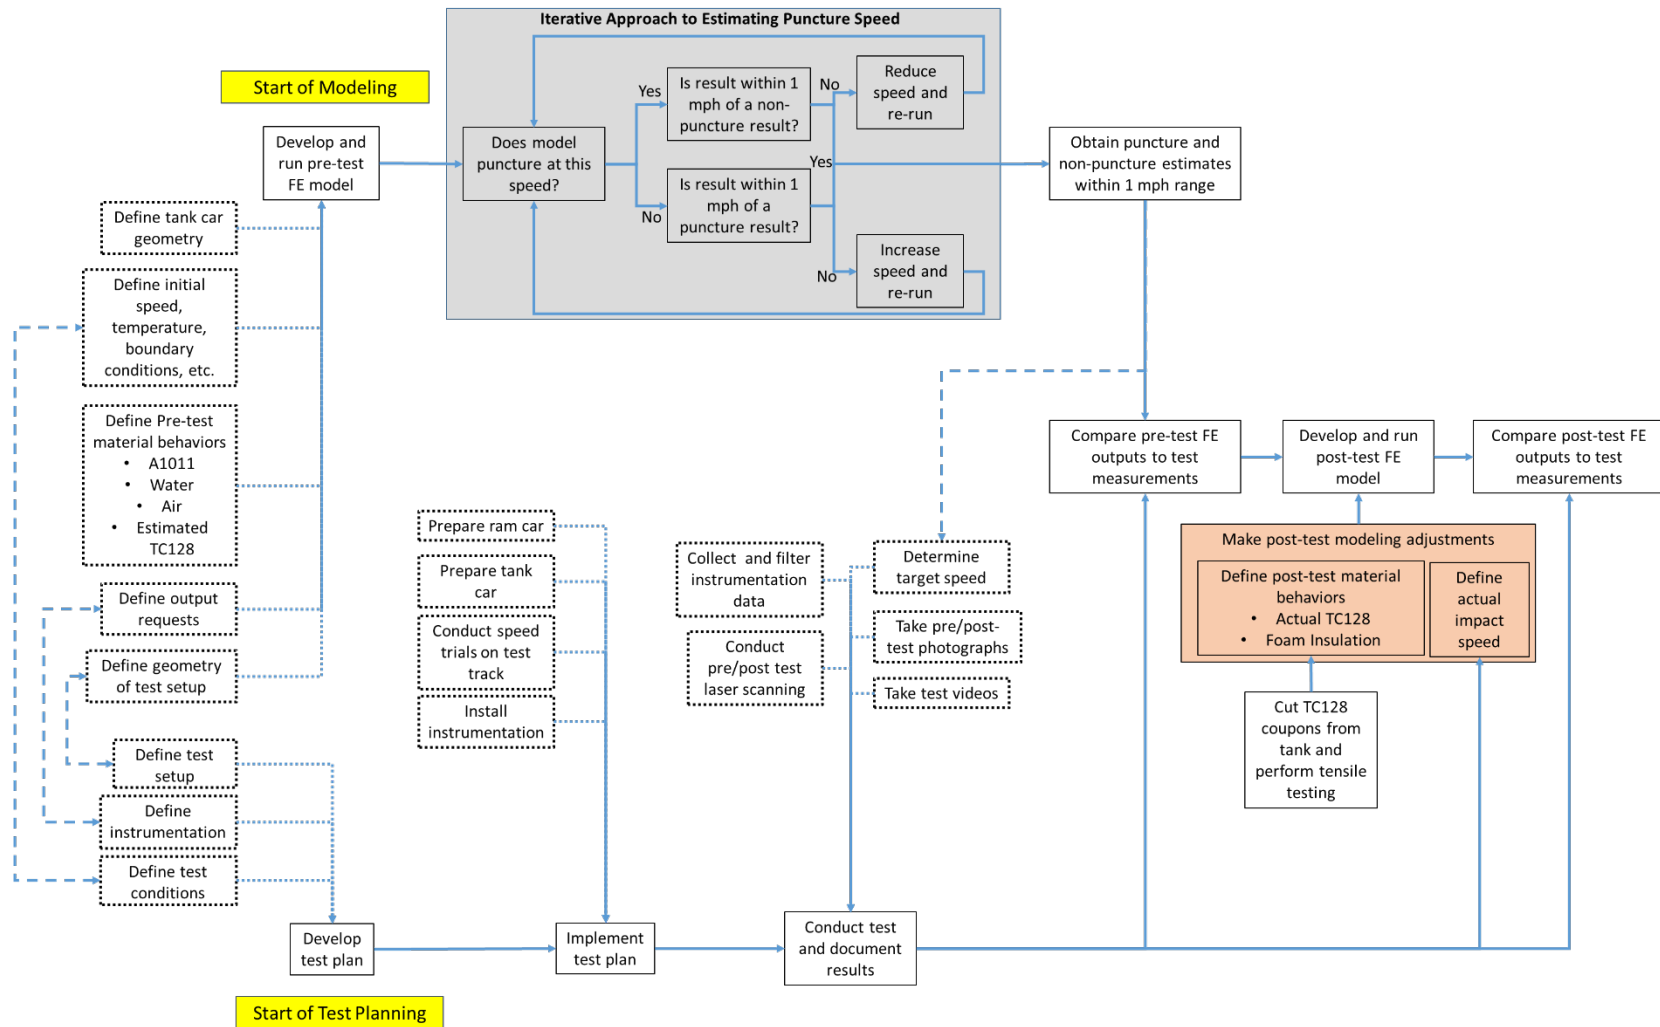 Iterative Approach to Estimating Puncture Speed
Start of Modeling
Develop and
run pre-test
FE model
Does model
puncture at this
speed?
Yes
No
Is result within 1
mph of a non-
puncture result?
Is result within 1
mph of a
puncture result?
No
Yes
No
Reduce
speed and
re-run
Increase
speed and
re-run
Obtain puncture and
non-puncture estimates
within 1 mph range
Define tank car
geometry
Define initial
speed,
temperature,
boundary
conditions, etc.
Define Pre-test
material behaviors
• A1011
• Water
• Air
• Estimated
TC128
Define output
requests
Define geometry
of test setup
Define test
setup
Define
instrumentation
Define test
conditions
Prepare ram car
Prepare tank
car
Conduct speed
trials on test
track
Install
instrumentation
Collect and filter
instrumentation
data
Conduct
pre/post test
laser scanning
Determine
target speed
Take pre/post-
test photographs
Take test videos
Compare pre-test FE
outputs to test
measurements
Develop and run
post-test FE
model
Compare post-test FE
outputs to test
measurements
Make post-test modeling adjustments
Define post-test material
behaviors
• Actual TC128
• Foam Insulation
Define
actual
impact
speed
Cut TC128
coupons from
tank and
perform tensile
testing
Develop
test plan
Implement
test plan
Conduct test
and document
results
Start of Test Planning